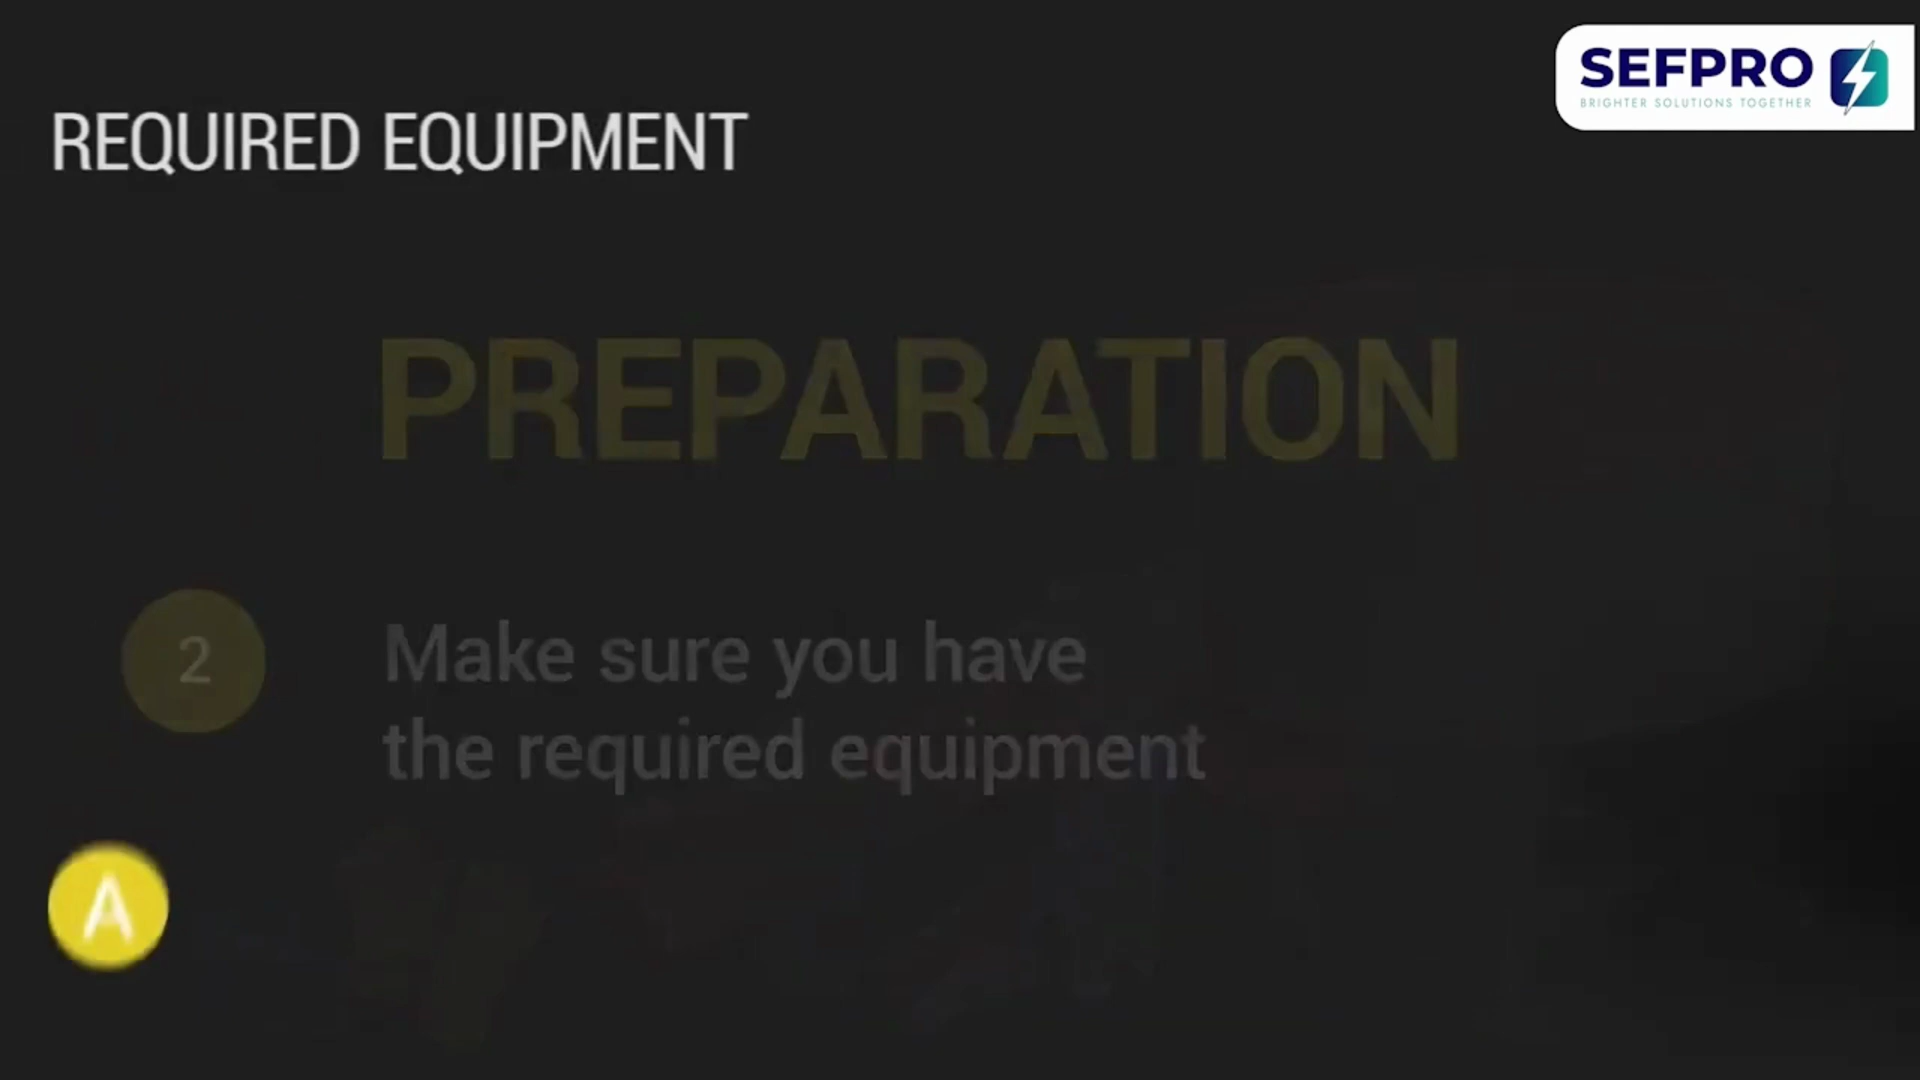 SEFPRO
BRIGHTER SOLUTIONS TOGETHER
REQUIRED EQUIPMENT
PREPARATION
2
Make sure you have
the required equipment
A